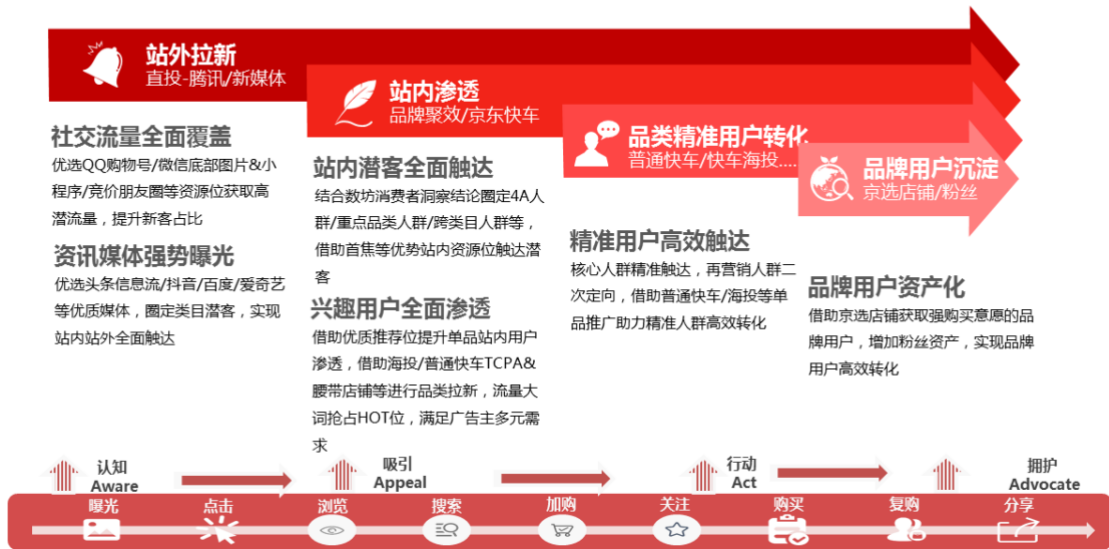 站外拉新
直投-腾讯/新媒体
社交流量全面覆盖
优选QQ购物号/微信底部图片&小
程序/竞价朋友圈等资源位获取高
潜流量，提升新客占比
资讯媒体强势曝光
优选头条信息流/抖音/百度/爱奇艺
等优质媒体，圈定类目潜客，实现
站内站外全面触达
站内渗透
品牌聚效/京东快车
站内潜客全面触达
结合数坊消费者洞察结论圈定4A人
群/重点品类人群/跨类目人群等，
借助首焦等优势站内资源位触达潜
客
兴趣用户全面渗透
借助优质推荐位提升单品站内用户
渗透，借助海投/普通快车TCPA&
腰带店铺等进行品类拉新，流量大
词抢占HOT位，满足广告主多元需
求
品类精准用户转化
普通快车/快车海投....
精准用户高效触达
核心人群精准触达，再营销人群二
次定向，借助普通快车/海投等单
品推广助力精准人群高效转化
品牌用户沉淀
京选店铺/粉丝
品牌用户资产化
借助京选店铺获取强购买意愿的品
牌用户，增加粉丝资产，实现品牌
用户高效转化
认知
Aware
吸引
Appeal
行动
Act
拥护
Advocate
曝光
点击
浏览
搜索
加购
关注
购买
复购
分享